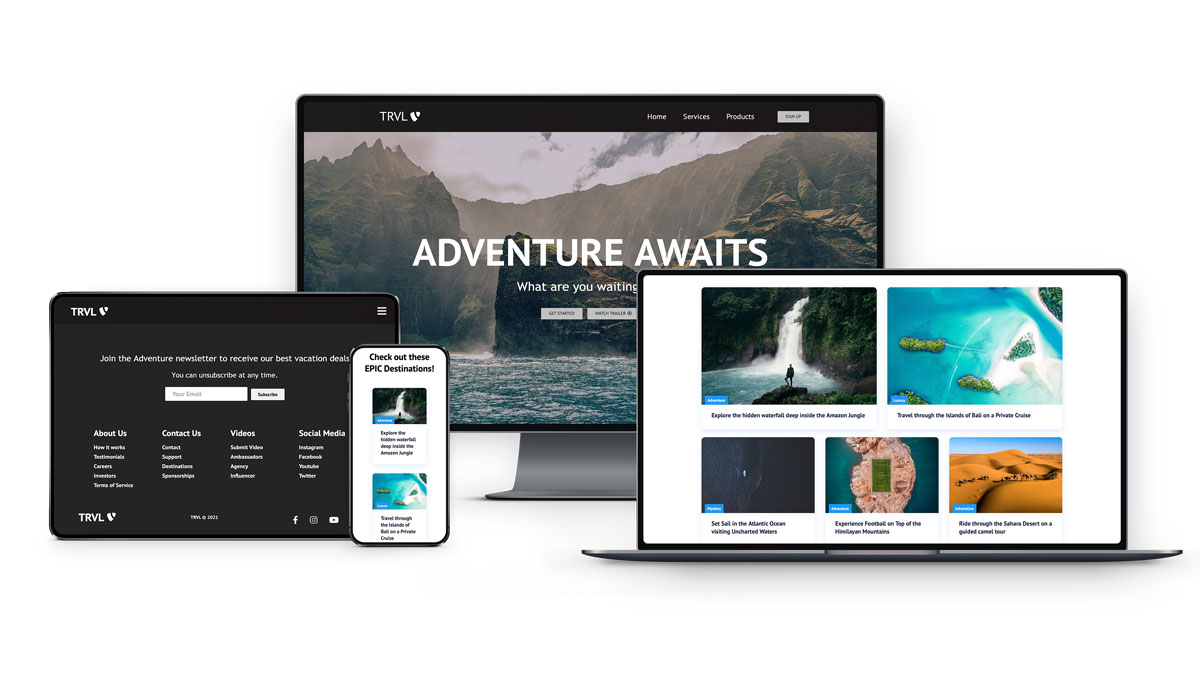 TRVL
Home Services Products SIGN UP
ADVENTURE AWAITS
What are you waiting
GET STARTED WATCH TRAILER
TRVL
Join the Adventure newsletter to receive our best vacation deals
You can unsubscribe at any time.
Your Email Subscribe
About Us Contact Us Videos Social Media
How it works Contact Submit Video Instagram
Testimonials Support Ambassadors Facebook
Careers Destinations Agency Youtube
Investors Sponsorships Influencer Twitter
Terms of Service
TRVL
TRVL © 2021
Check out these
EPIC Destinations!
Adventure
Explore the
hidden waterfall
deep inside the
Amazon Jungle
Luxury
Travel through
the Islands of
Bali on a Private
Cruise
Adventure
Explore the hidden waterfall deep inside the Amazon Jungle
Luxury
Travel through the Islands of Bali on a Private Cruise
Mystery
Set Sail in the Atlantic Ocean
visiting Uncharted Waters
Adventure
Experience Football on Top of the
Himilayan Mountains
Adrenaline
Ride through the Sahara Desert on a
guided camel tour